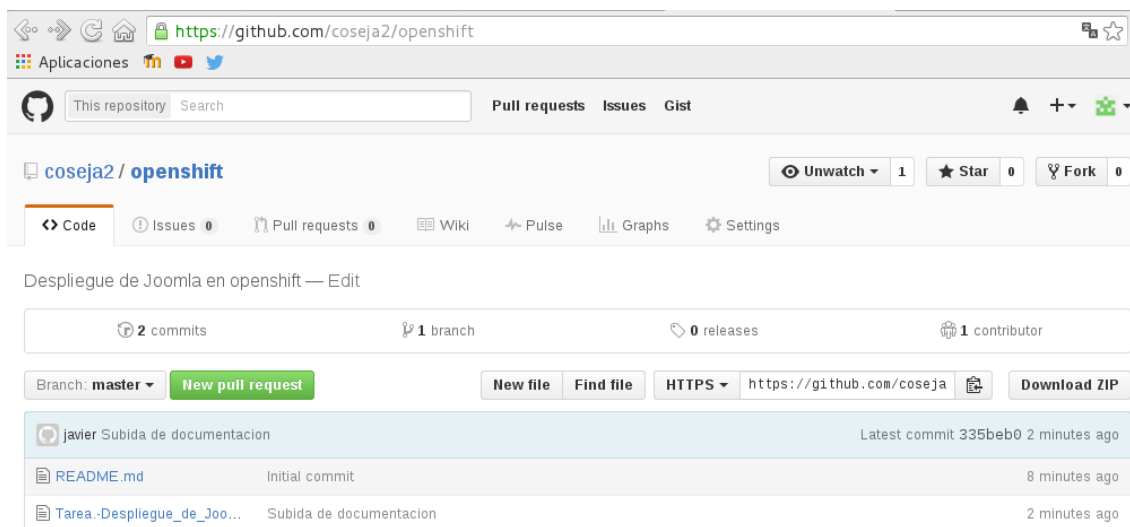 https://github.com/coseja2/openshift
Aplicaciones
This repository Search Pull requests Issues Gist
coseja2 / openshift Unwatch 1 Star 0 Fork 0
Code Issues 0 Pull requests 0 Wiki Pulse Graphs Settings
Despliegue de Joomla en openshift — Edit
2 commits 1 branch 0 releases 1 contributor
Branch: master New pull request New file Find file HTTPS https://github.com/coseja Download ZIP
javier Subida de documentacion Latest commit 335beb0 2 minutes ago
README.md Initial commit 8 minutes ago
Tarea.-Despliegue_de_Joo... Subida de documentacion 2 minutes ago